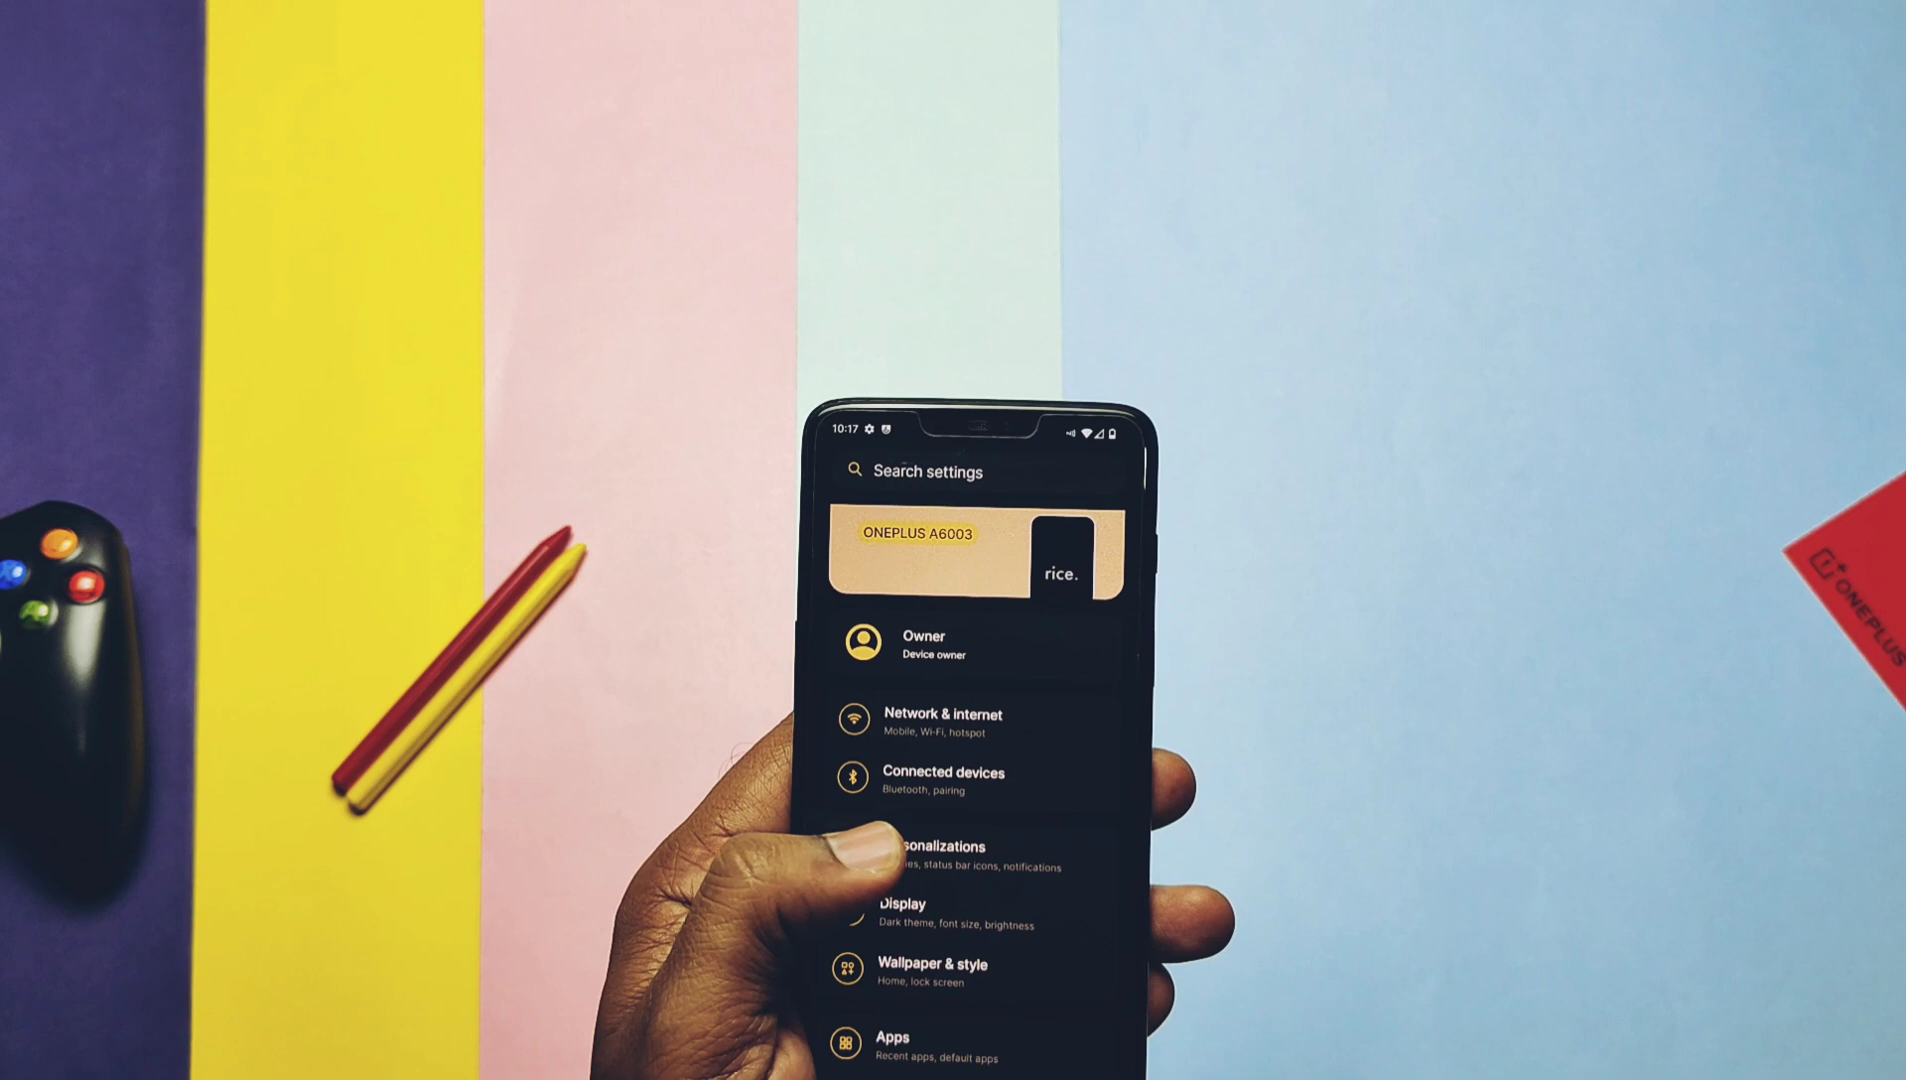 10:17
Search settings
ONEPLUS A6003
rice.
Owner
Device owner
Network & internet
Mobile, Wi-Fi, hotspot
Connected devices
Bluetooth, pairing
sonalizations
es, status bar icons, notifications
Display
Dark theme, font size, brightness
Wallpaper & style
Home, lock screen
Apps
Recent apps, default apps
A
1+ONEPLUS